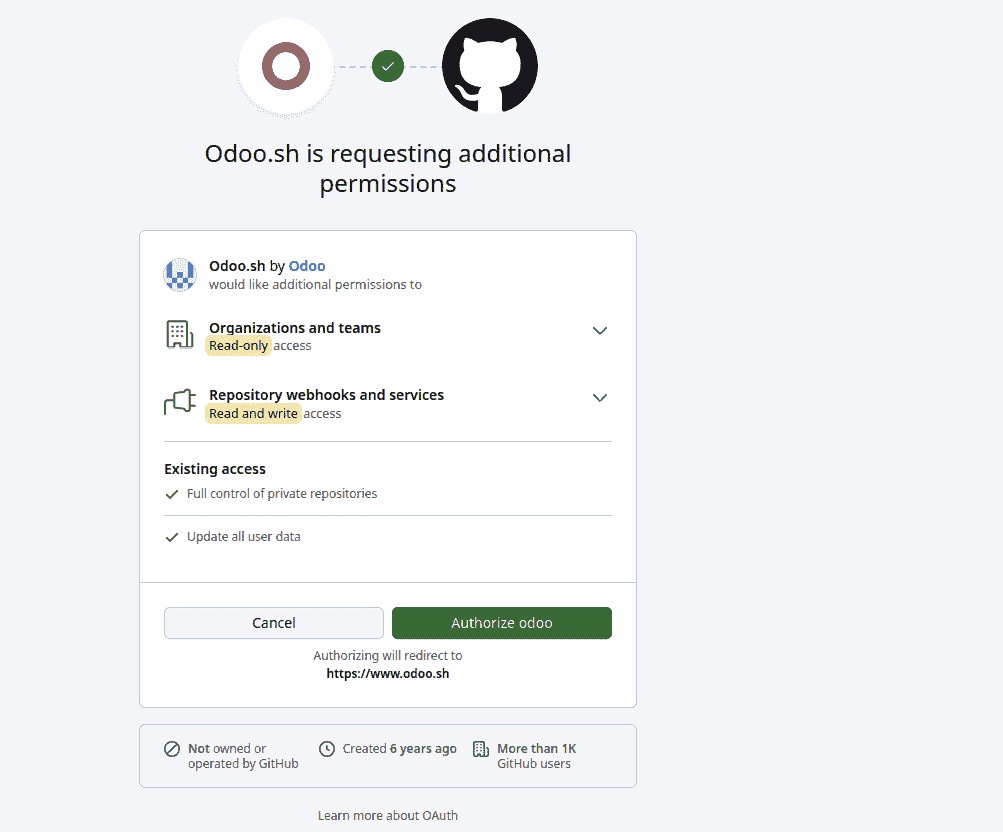 Odoo.sh is requesting additional
permissions
Odoo.sh by Odoo
would like additional permissions to
Organizations and teams
Read-only access
Repository webhooks and services
Read and write access
Existing access
Full control of private repositories
Update all user data
Cancel
Authorize odoo
Authorizing will redirect to
https://www.odoo.sh
Not owned or
operated by GitHub
Created 6 years ago
More than 1K
GitHub users
Learn more about OAuth